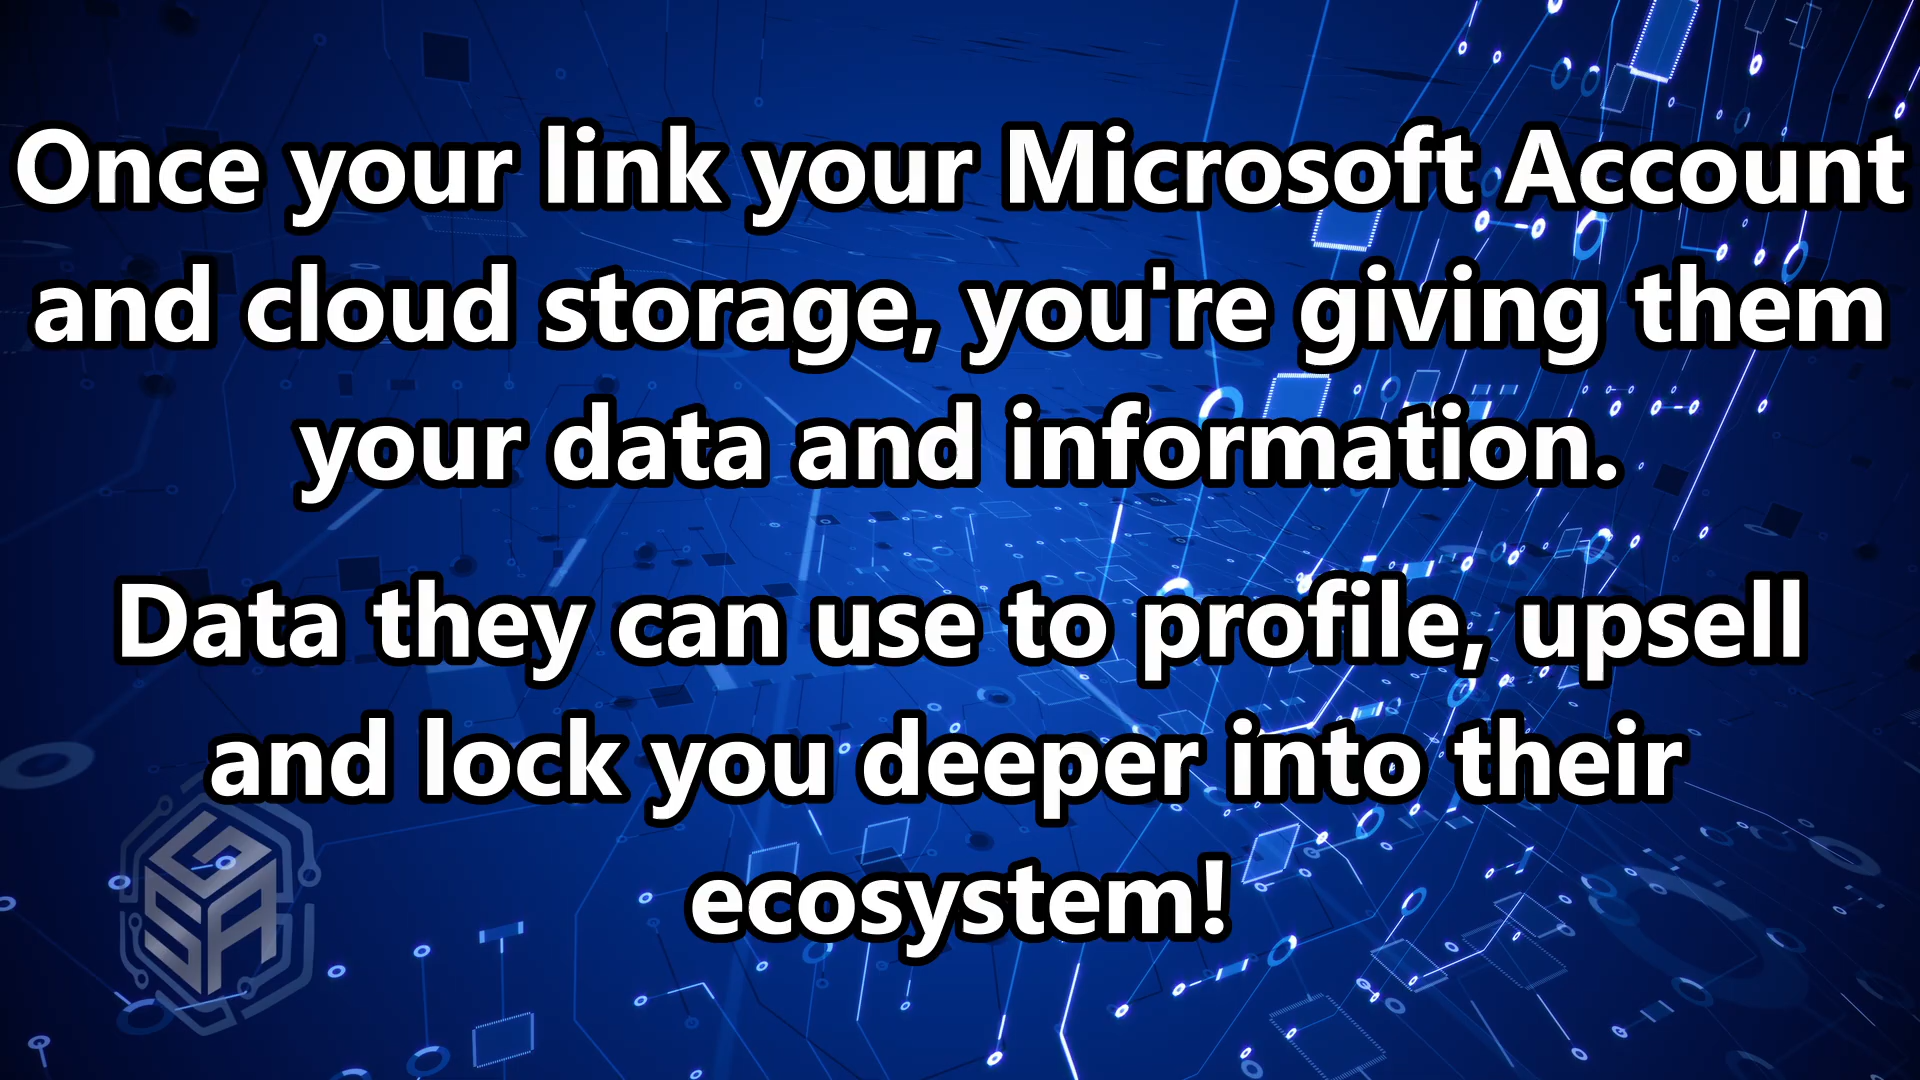 Once your link your Microsoft Account
and cloud storage, you're giving them
your data and information.
Data they can use to profile, upsell
and lock you deeper into their
ecosystem!
GSA